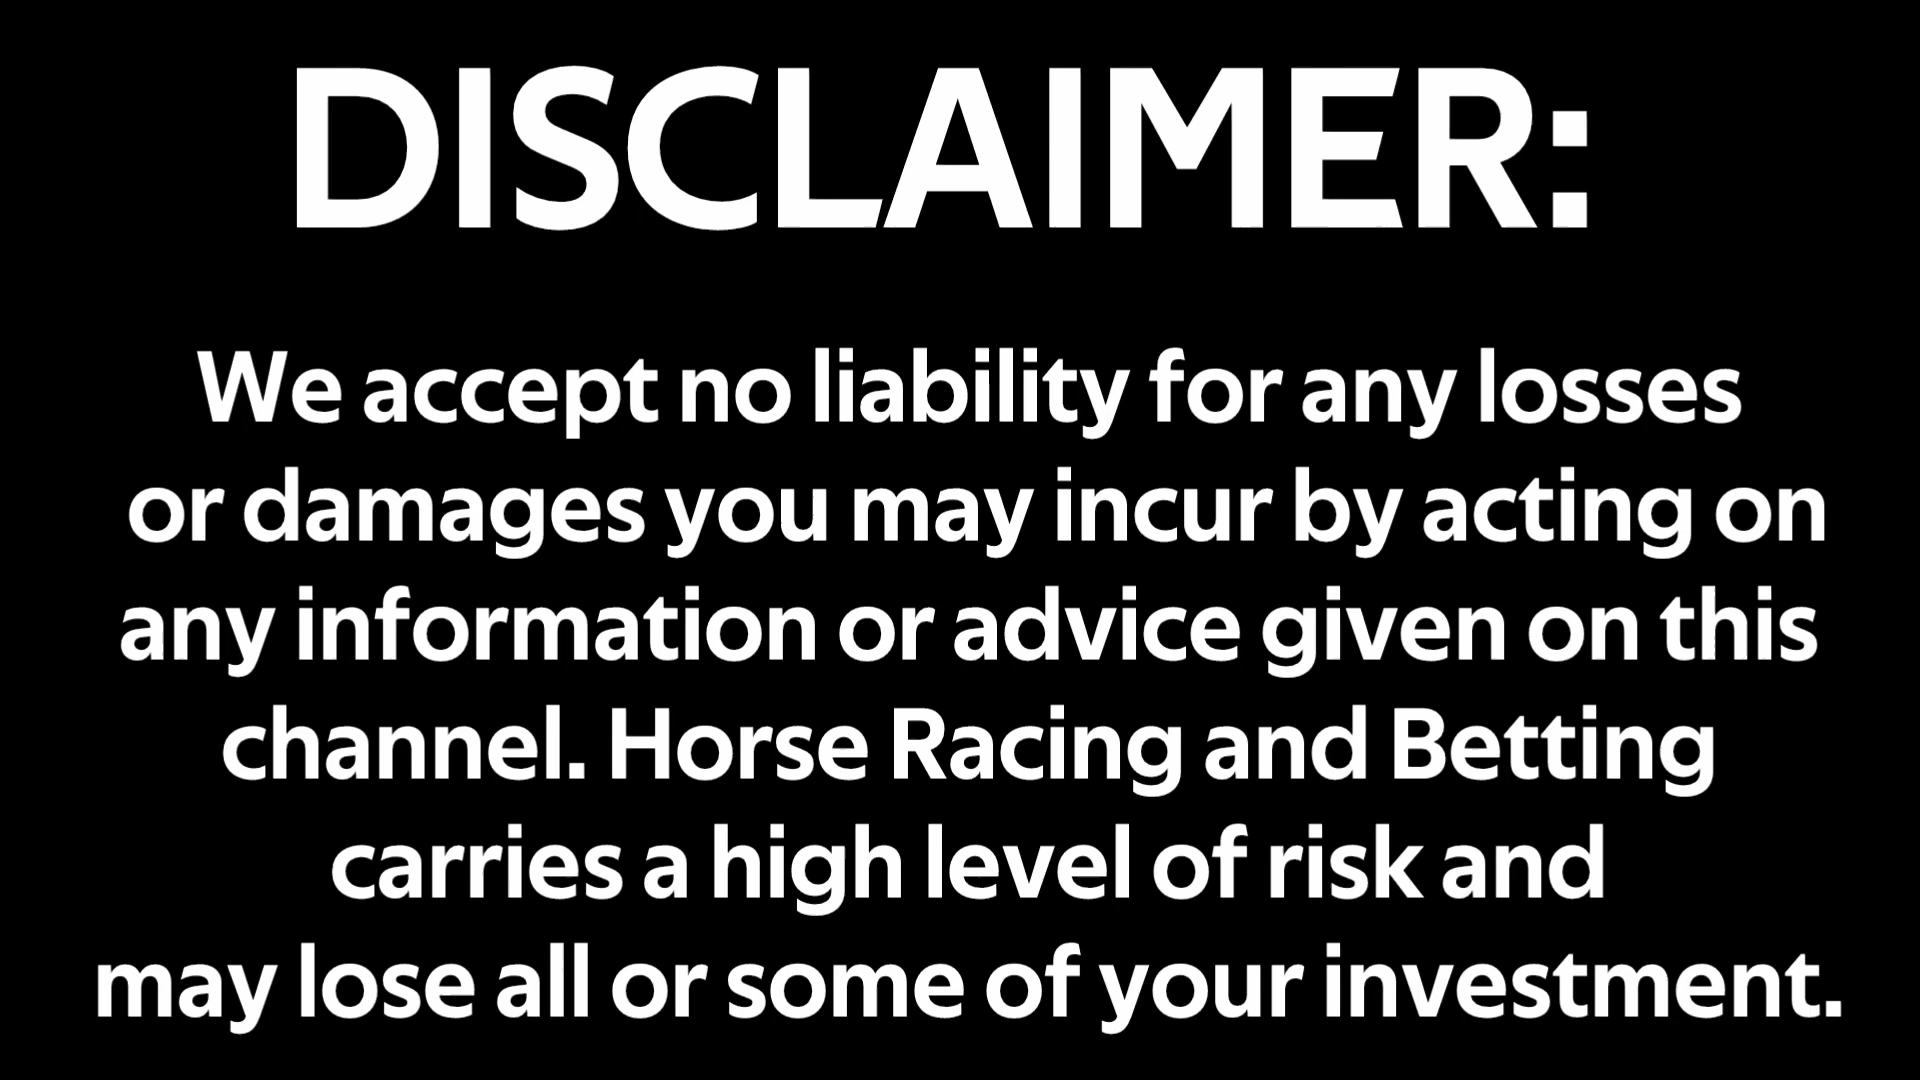 DISCLAIMER:
We accept no liability for any losses
or damages you may incur by acting on
any information or advice given on this
channel. Horse Racing and Betting
carries a high level of risk and
may lose all or some of your investment.